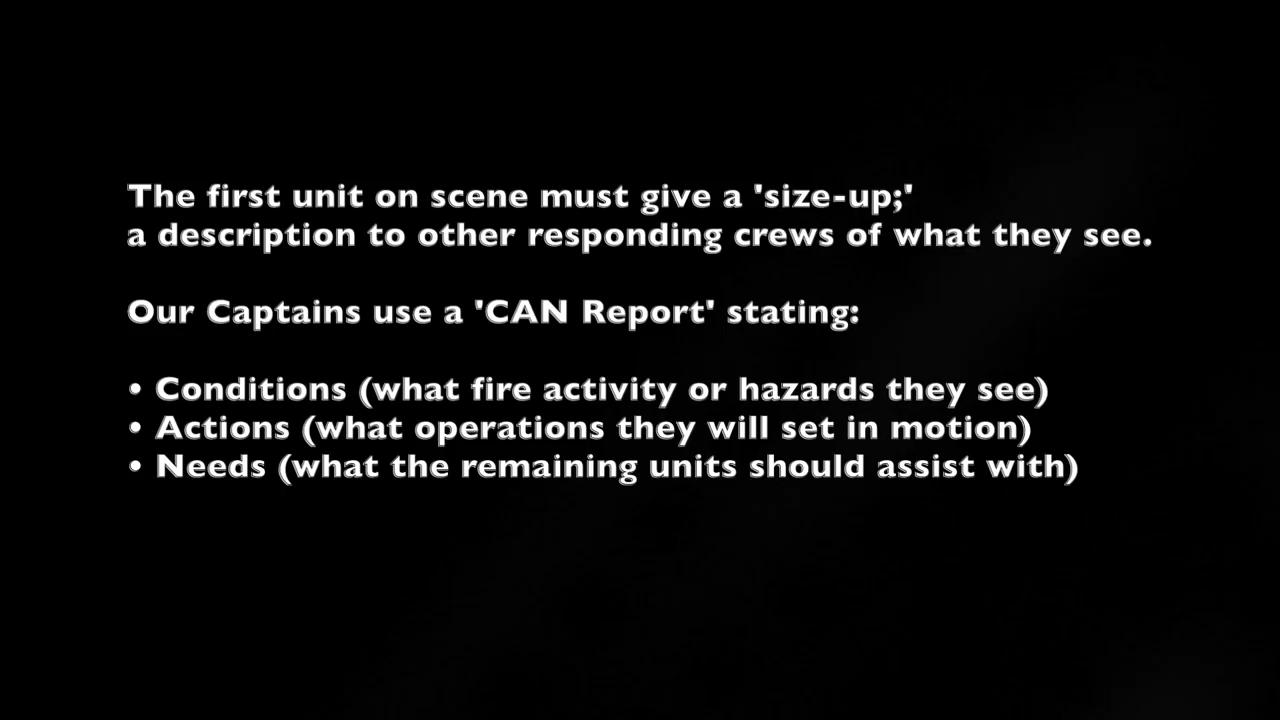 The first unit on scene must give a 'size-up;'
a description to other responding crews of what they see.
Our Captains use a 'CAN Report' stating:
• Conditions (what fire activity or hazards they see)
• Actions (what operations they will set in motion)
• Needs (what the remaining units should assist with)